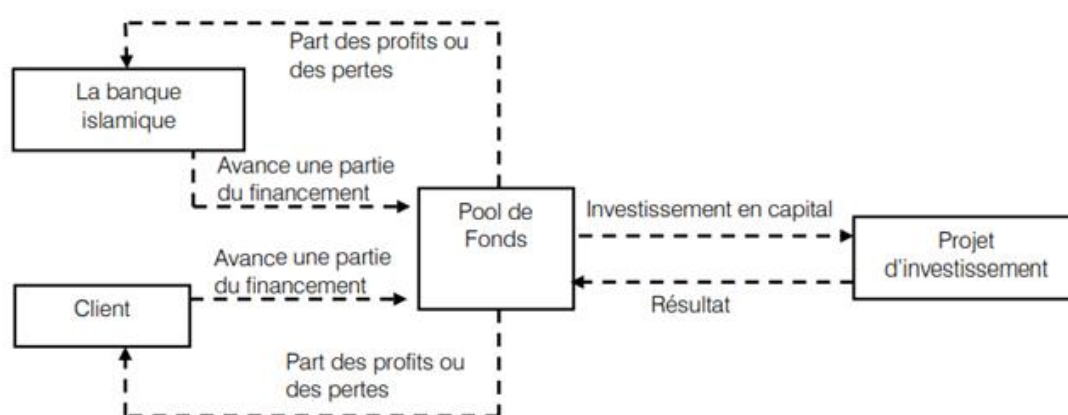 Part des profits ou
des pertes
La banque
islamique
Avance une partie
du financement
Pool de
Fonds
Investissement en capital
Projet
d'investissement
Avance une partie
du financement
Client
Résultat
Part des profits ou
des pertes